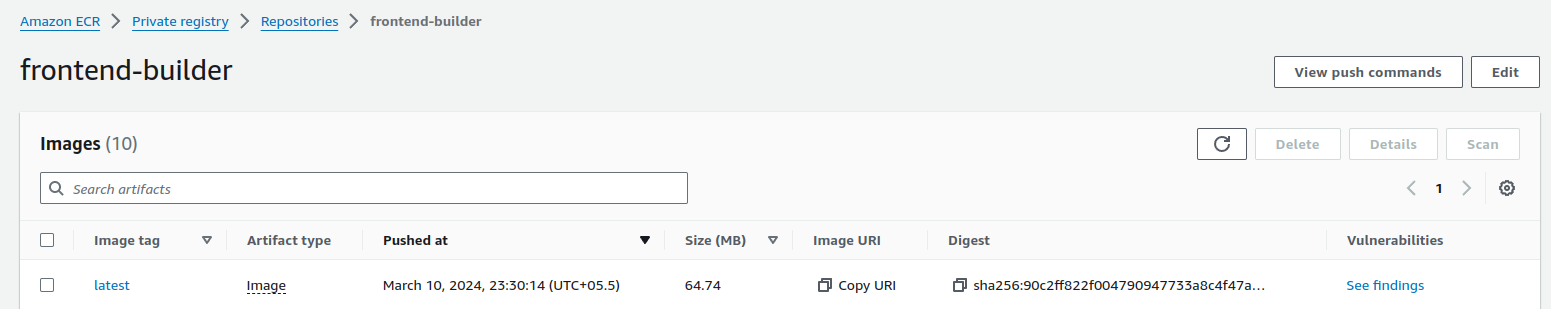 Amazon ECR > Private registry > Repositories > frontend-builder
frontend-builder
View push commands
Edit
Images (10)
Delete
Details
Scan
Search artifacts
1
Image tag Artifact type Pushed at Size (MB) Image URI Digest Vulnerabilities
latest Image March 10, 2024, 23:30:14 (UTC+05.5) 64.74 Copy URI sha256:90c2ff822f004790947733a8c4f47a... See findings